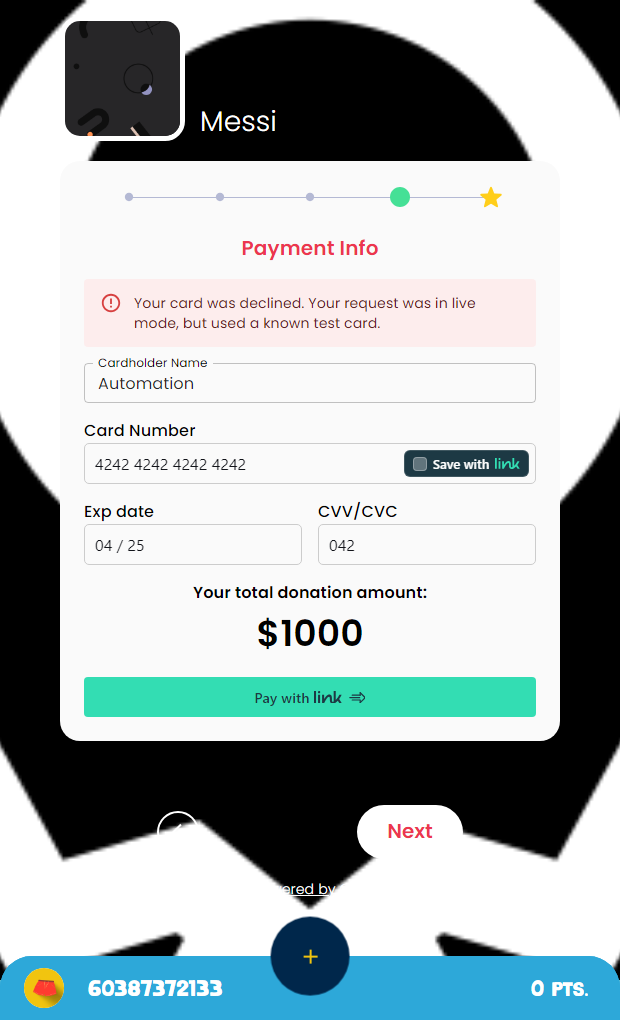 Messi
Payment Info
Your card was declined. Your request was in live
mode, but used a known test card.
Cardholder Name
Automation
Card Number
4242 4242 4242 4242
Save with link
Exp date
CVV/CVC
04 / 25
042
Your total donation amount:
$1000
Pay with link
Next
ered by
+
60387372133
0 PTS.